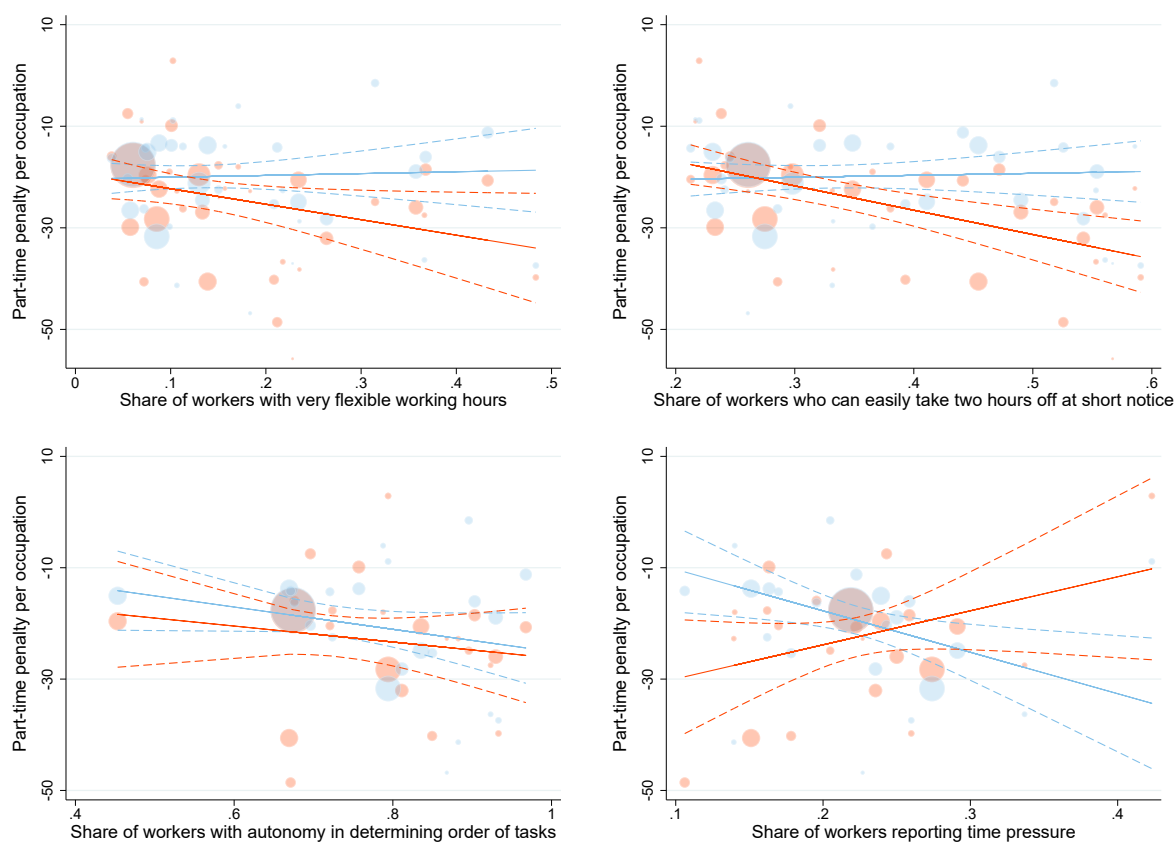 10
-10
-30
-50
Part-time penalty per occupation
0 .1 .2 .3 .4 .5
Share of workers with very flexible working hours
10
-10
-30
-50
Part-time penalty per occupation
.2 .3 .4 .5 .6
Share of workers who can easily take two hours off at short notice
10
-10
-30
-50
Part-time penalty per occupation
.4 .6 .8 1
Share of workers with autonomy in determining order of tasks
10
-10
-30
-50
Part-time penalty per occupation
.1 .2 .3 .4
Share of workers reporting time pressure